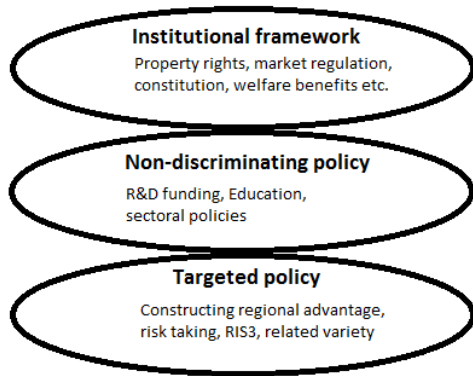 Institutional framework
Property rights, market regulation,
constitution, welfare benefits etc.
Non-discriminating policy
R&D funding, Education,
sectoral policies
Targeted policy
Constructing regional advantage,
risk taking, RIS3, related variety